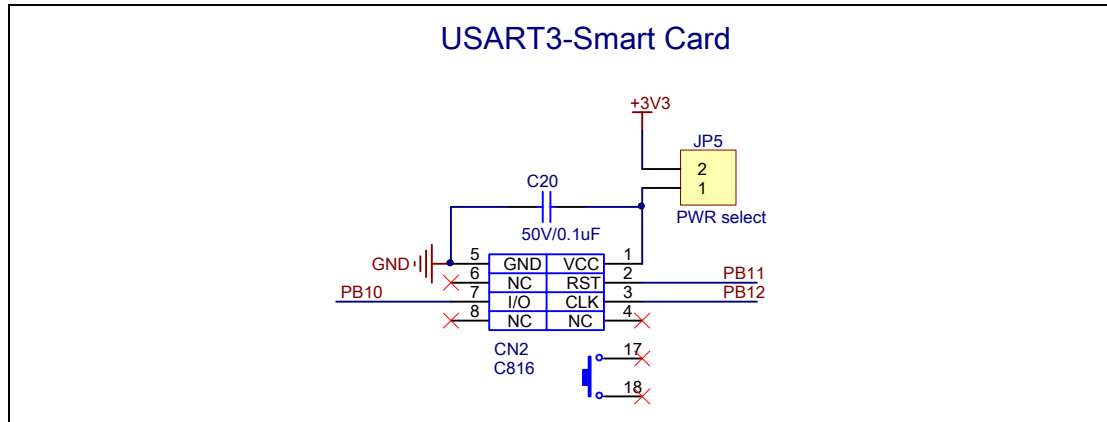 USART3-Smart Card
+3V3
JP5
2
1
PWR select
C20
50V/0.1uF
GND
5 GND VCC 1
6 NC RST 2 PB11
PB10 7 I/O CLK 3 PB12
8 NC NC 4
CN2
C816
17
18